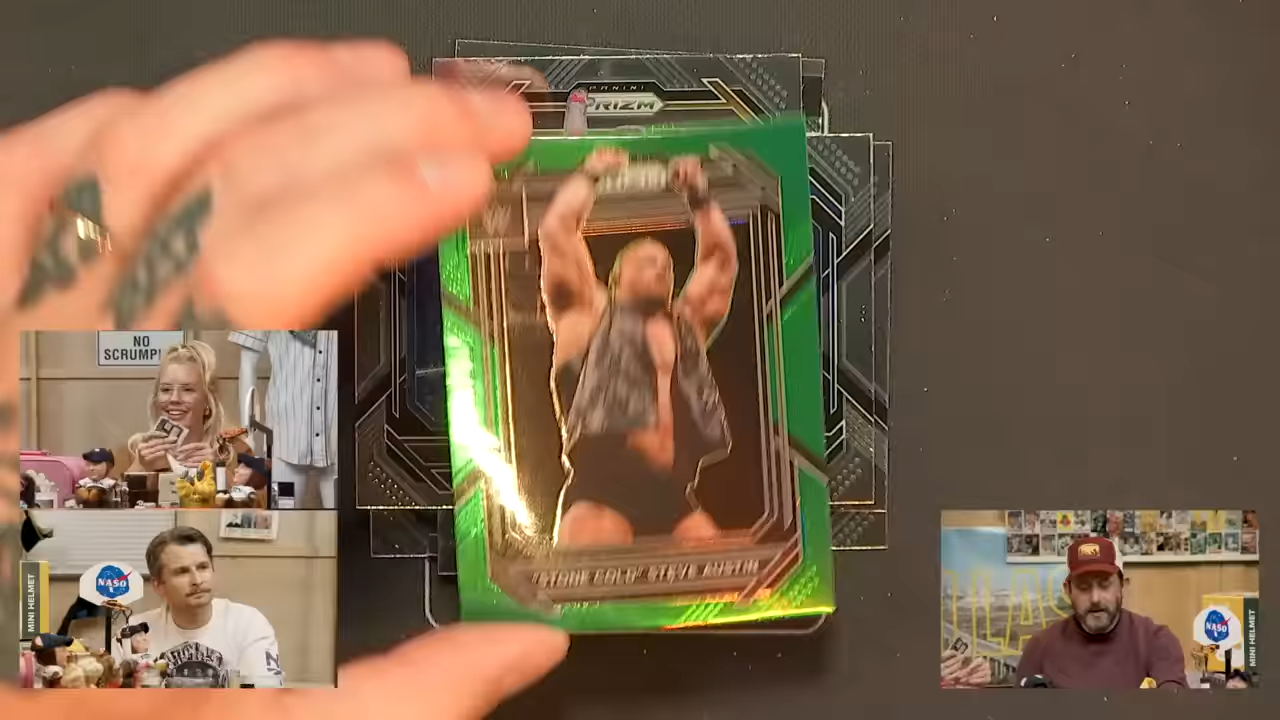 PANINI
PRIZM
W
"STONE COLD" STEVE AUSTIN
NO
SCRUMP
NASA
MINI HELMET
NASA
MINI HELMET